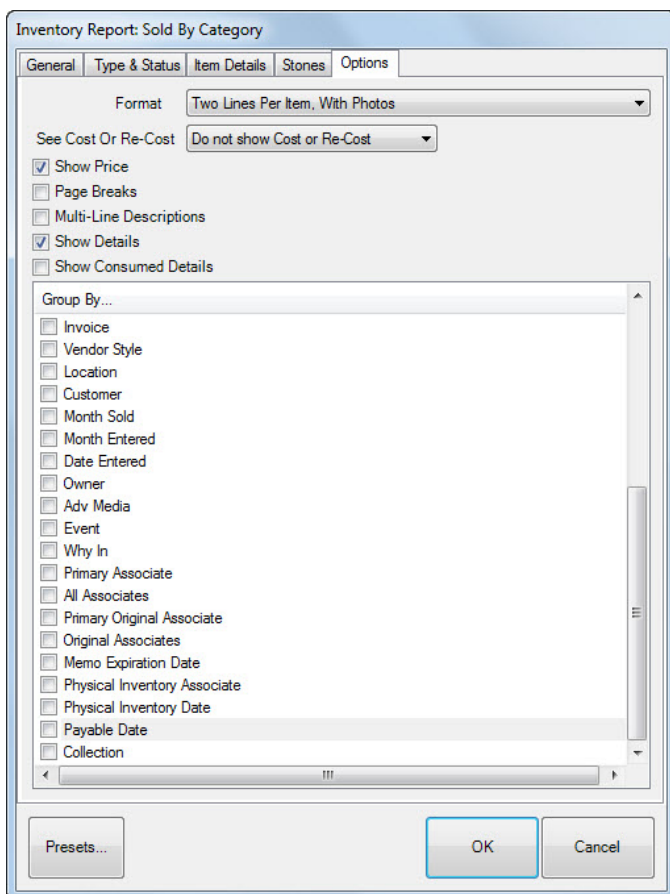 Inventory Report: Sold By Category
General Type & Status Item Details Stones Options
Format Two Lines Per Item, With Photos
See Cost Or Re-Cost Do not show Cost or Re-Cost
Show Price
Page Breaks
Multi-Line Descriptions
Show Details
Show Consumed Details
Group By...
Invoice
Vendor Style
Location
Customer
Month Sold
Month Entered
Date Entered
Owner
Adv Media
Event
Why In
Primary Associate
All Associates
Primary Original Associate
Original Associates
Memo Expiration Date
Physical Inventory Associate
Physical Inventory Date
Payable Date
Collection
Presets... OK Cancel